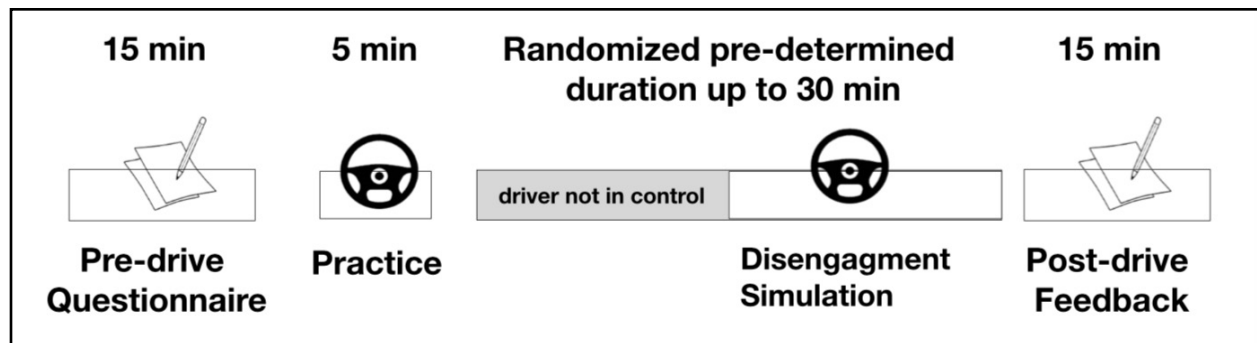 15 min
5 min
Randomized pre-determined
duration up to 30 min
15 min
driver not in control
Pre-drive
Questionnaire
Practice
Disengagment
Simulation
Post-drive
Feedback